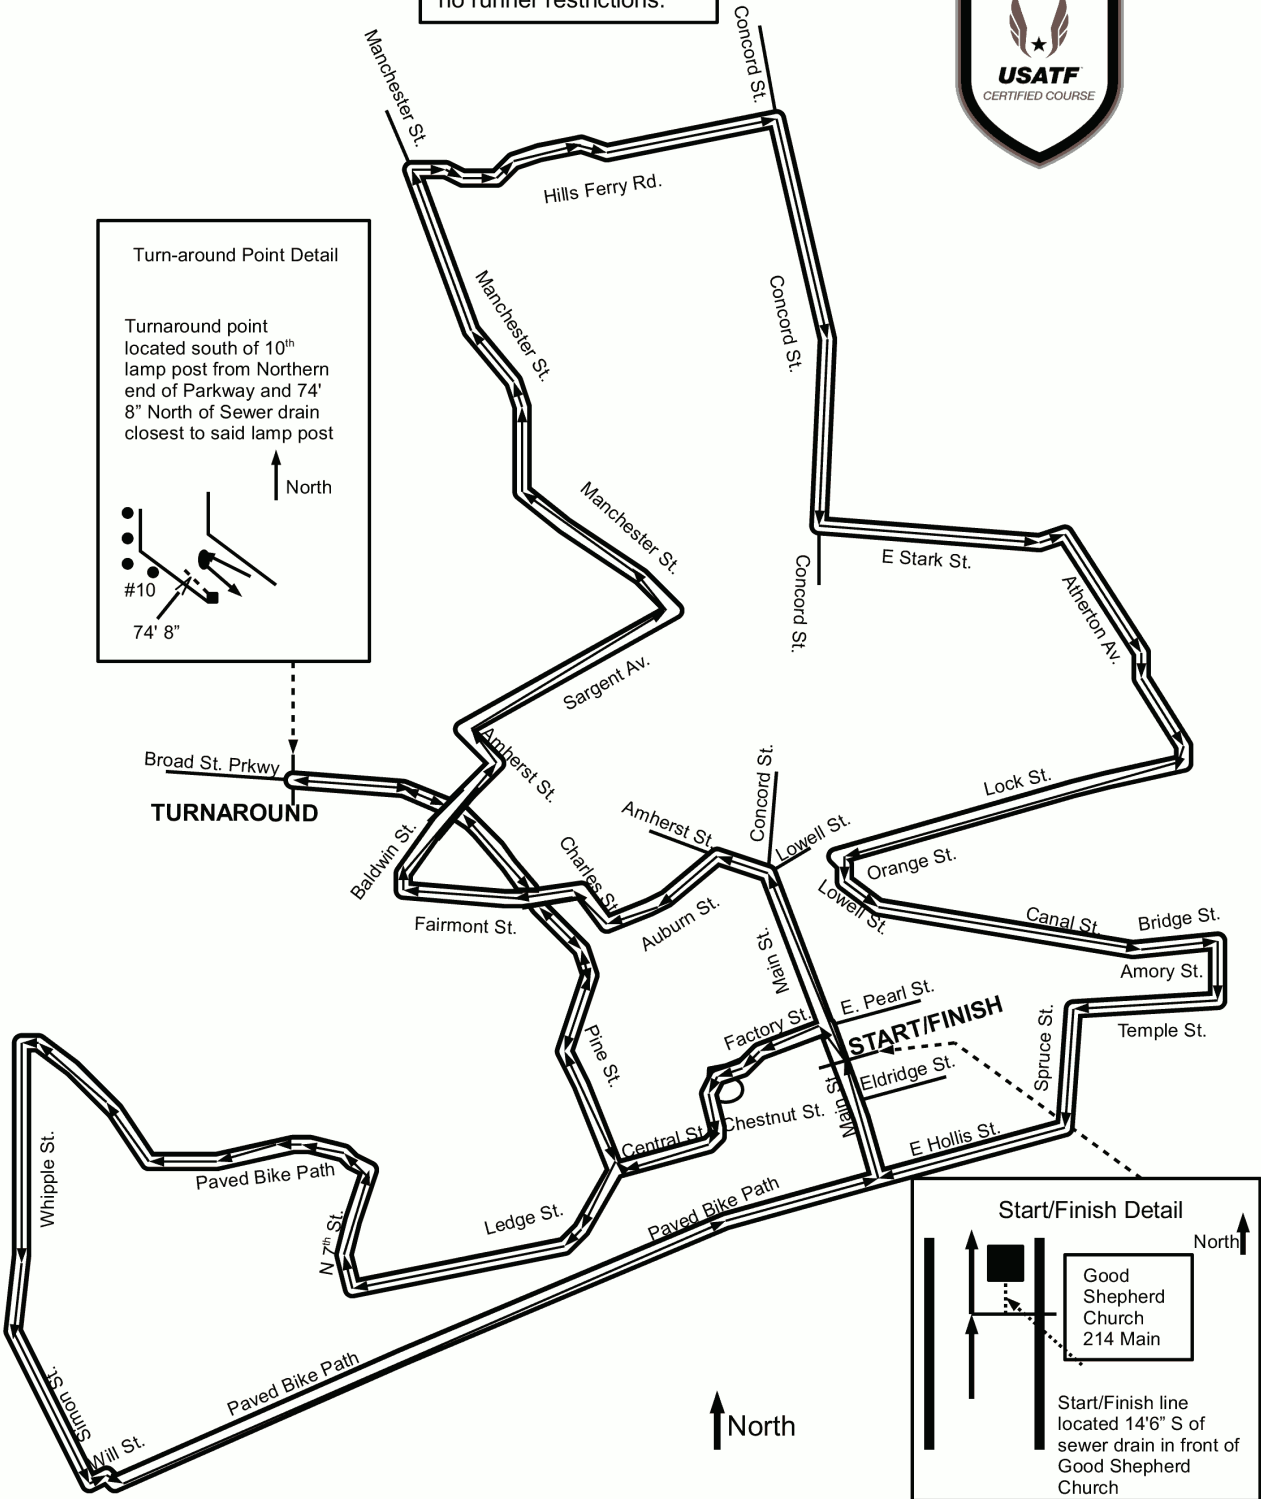 no runner restrictions.
Concord St.
Manchester St.
USATF
CERTIFIED COURSE
Hills Ferry Rd.
Turn-around Point Detail
Turnaround point
located south of 10th
lamp post from Northern
end of Parkway and 74'
8” North of Sewer drain
closest to said lamp post
North
#10
74' 8”
Manchester St.
Concord St.
Manchester St.
E Stark St.
Concord St.
Atherton Av.
Sargent Av.
Amherst St.
Broad St. Prkwy
TURNAROUND
Lock St.
Concord St.
Amherst St.
Lowell St.
Baldwin St.
Charles St.
Orange St.
Lowell St.
Fairmont St.
Auburn St.
Canal St.
Bridge St.
Amory St.
Main St.
E. Pearl St.
START/FINISH
Factory St.
Temple St.
Pine St.
Spruce St.
Eldridge St.
Main St
Chestnut St.
Central St.
E Hollis St.
Whipple St.
Paved Bike Path
N 7th St.
Ledge St.
Paved Bike Path
Start/Finish Detail
North
Good
Shepherd
Church
214 Main
Paved Bike Path
Simon St.
Will St.
North
Start/Finish line
located 14'6” S of
sewer drain in front of
Good Shepherd
Church